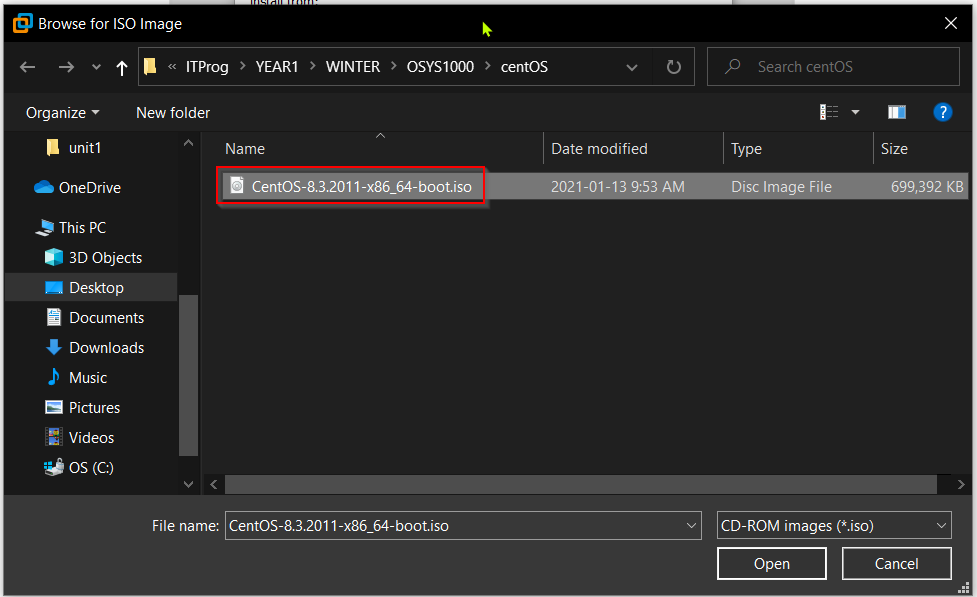 Install from:
Browse for ISO Image
« ITProg > YEAR1 > WINTER > OSYS1000 > centOS
Search centOS
Organize
New folder
?
Name
Date modified
Type
Size
CentOS-8.3.2011-x86_64-boot.iso
2021-01-13 9:53 AM
Disc Image File
699,392 KB
unit1
OneDrive
This PC
3D Objects
Desktop
Documents
Downloads
Music
Pictures
Videos
OS (C:)
File name:
CentOS-8.3.2011-x86_64-boot.iso
CD-ROM images (*.iso)
Open
Cancel